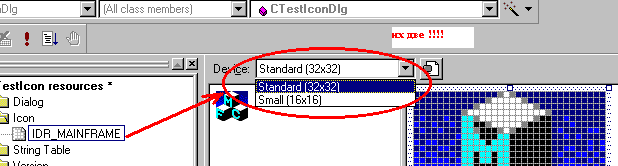 nDlg
(All class members)
CTestIconDlg
их две !!!!
TestIcon resources *
Dialog
Icon
IDR_MAINFRAME
String Table
Version
Device:
Standard (32x32)
Standard (32x32)
Small (16x16)
M
F
C